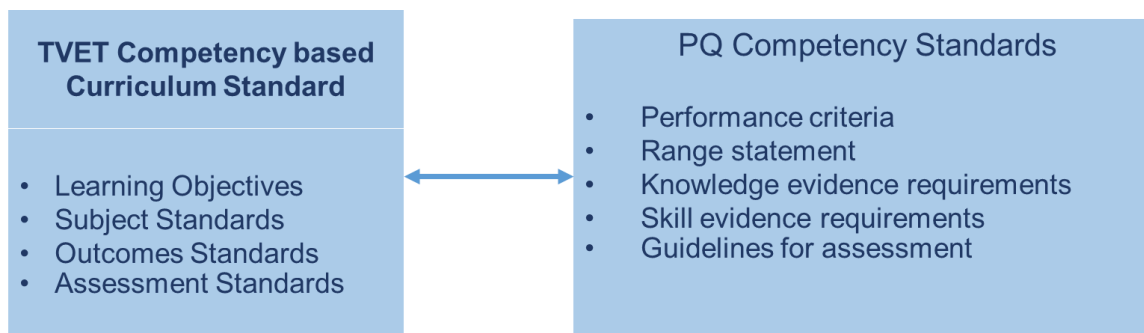 TVET Competency based
Curriculum Standard
• Learning Objectives
• Subject Standards
• Outcomes Standards
• Assessment Standards
PQ Competency Standards
• Performance criteria
• Range statement
• Knowledge evidence requirements
• Skill evidence requirements
• Guidelines for assessment